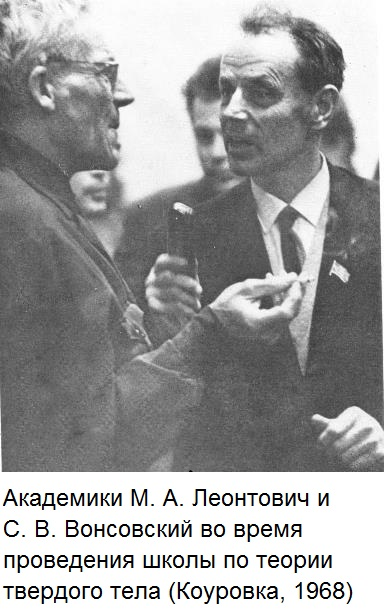 Академики М. А. Леонтович и
С. В. Вонсовский во время
проведения школы по теории
твердого тела (Коуровка, 1968)